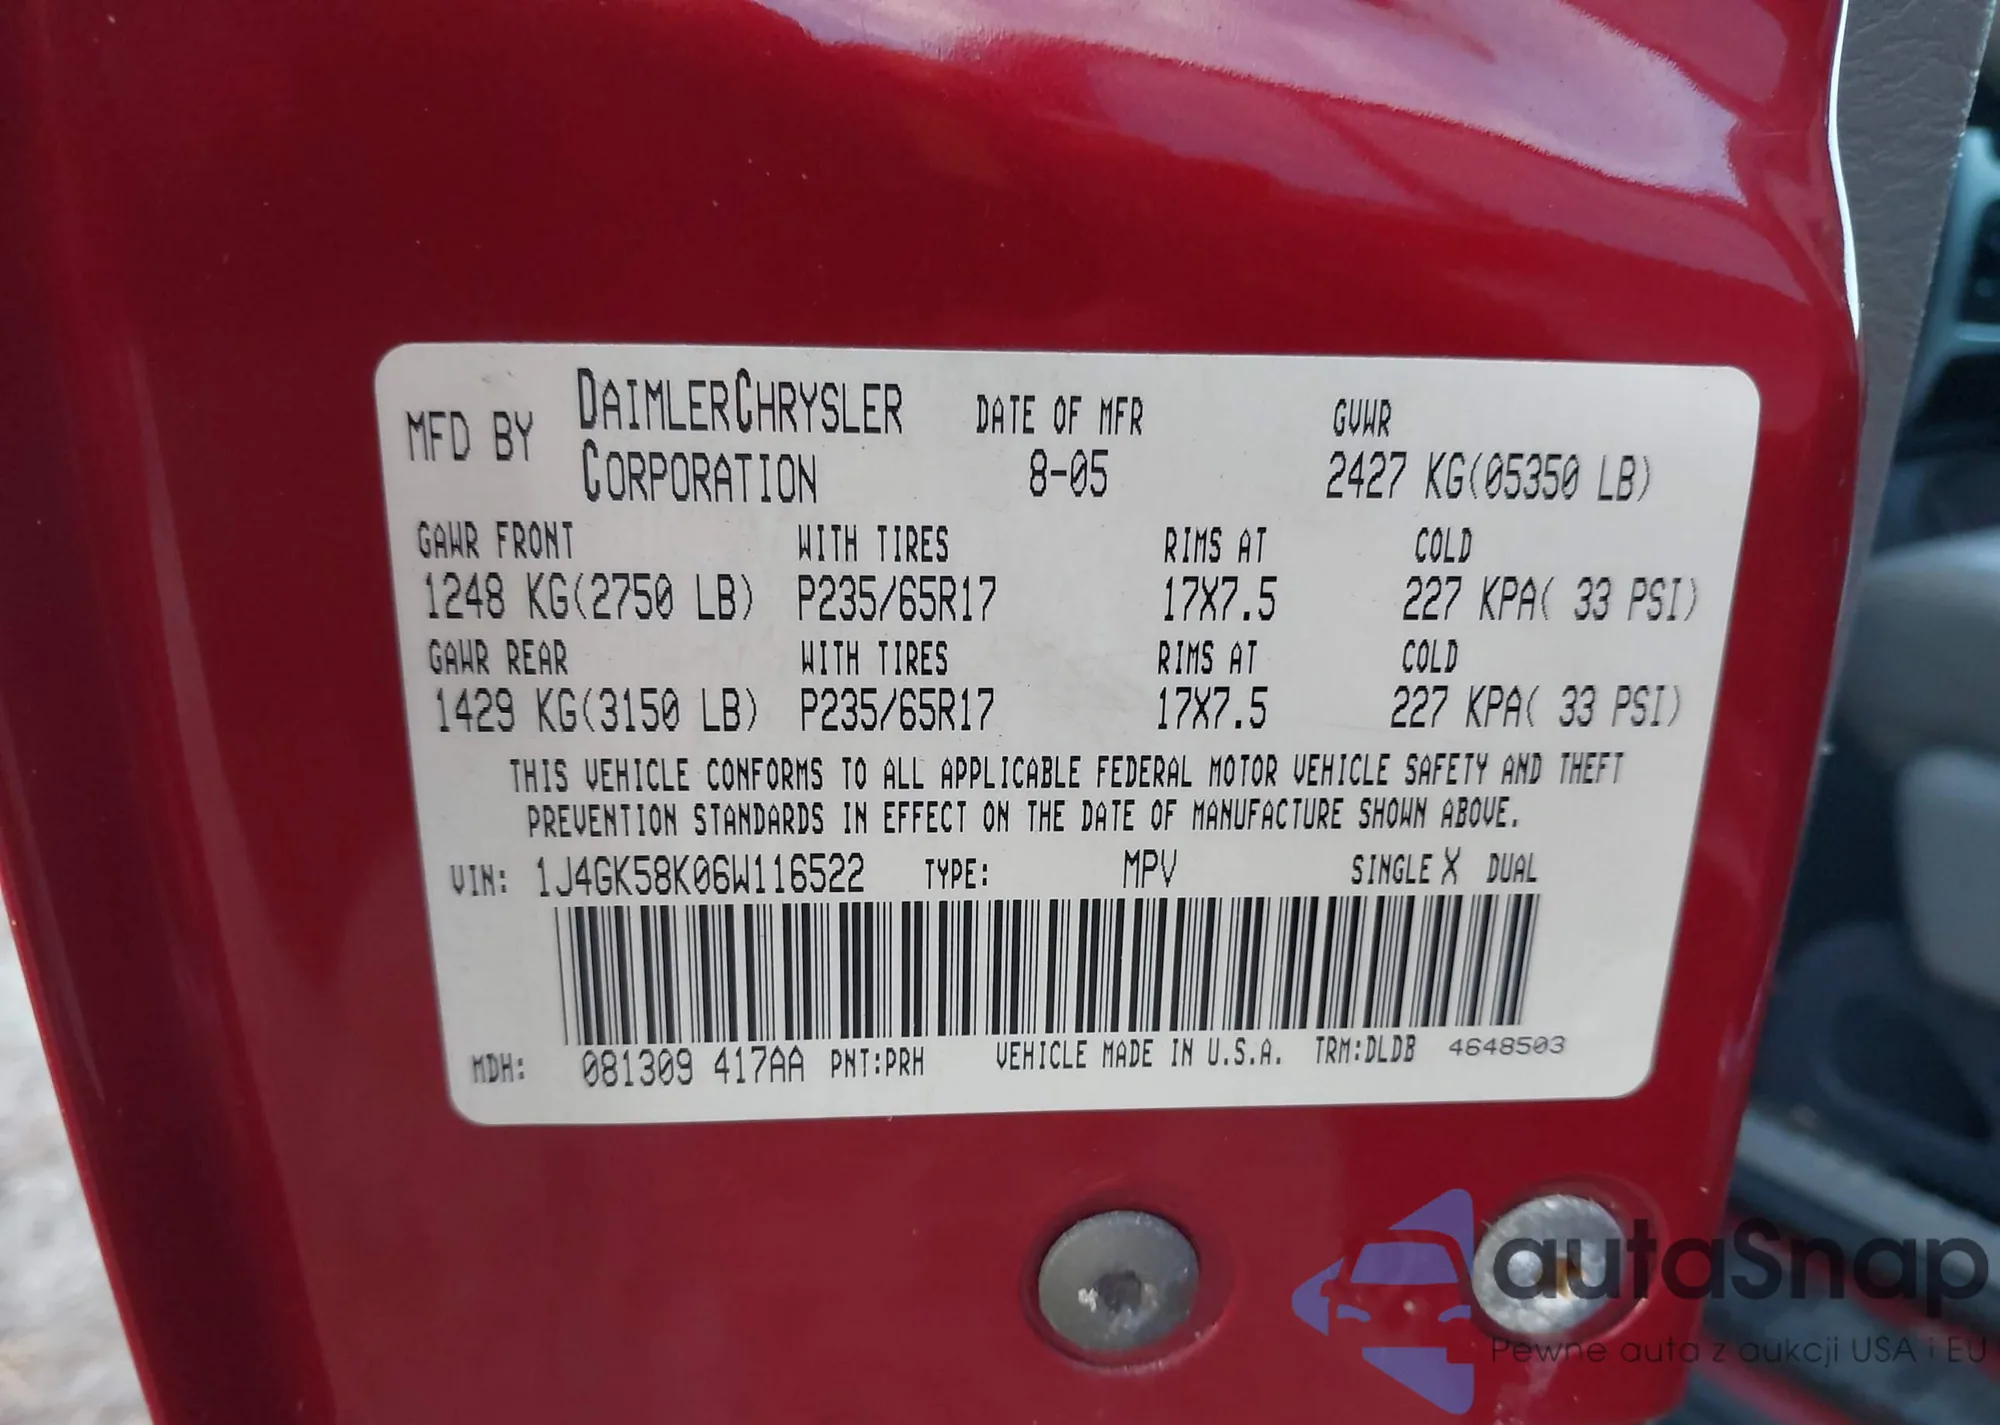 MFD BY DAIMLERCHRYSLER CORPORATION DATE OF MFR 8-05 GVWR 2427 KG(05350 LB)
GAWR FRONT WITH TIRES RIMS AT COLD
1248 KG(2750 LB) P235/65R17 17X7.5 227 KPA( 33 PSI)
GAWR REAR WITH TIRES RIMS AT COLD
1429 KG(3150 LB) P235/65R17 17X7.5 227 KPA( 33 PSI)
THIS VEHICLE CONFORMS TO ALL APPLICABLE FEDERAL MOTOR VEHICLE SAFETY AND THEFT
PREVENTION STANDARDS IN EFFECT ON THE DATE OF MANUFACTURE SHOWN ABOVE.
VIN: 1J4GK58K06W116522 TYPE: MPV SINGLE X DUAL
MDH: 081309 417AA PNT:PRH VEHICLE MADE IN U.S.A. TRM:DLDB 4648503
autaSnap
Pewne auta z aukcji USA i EU